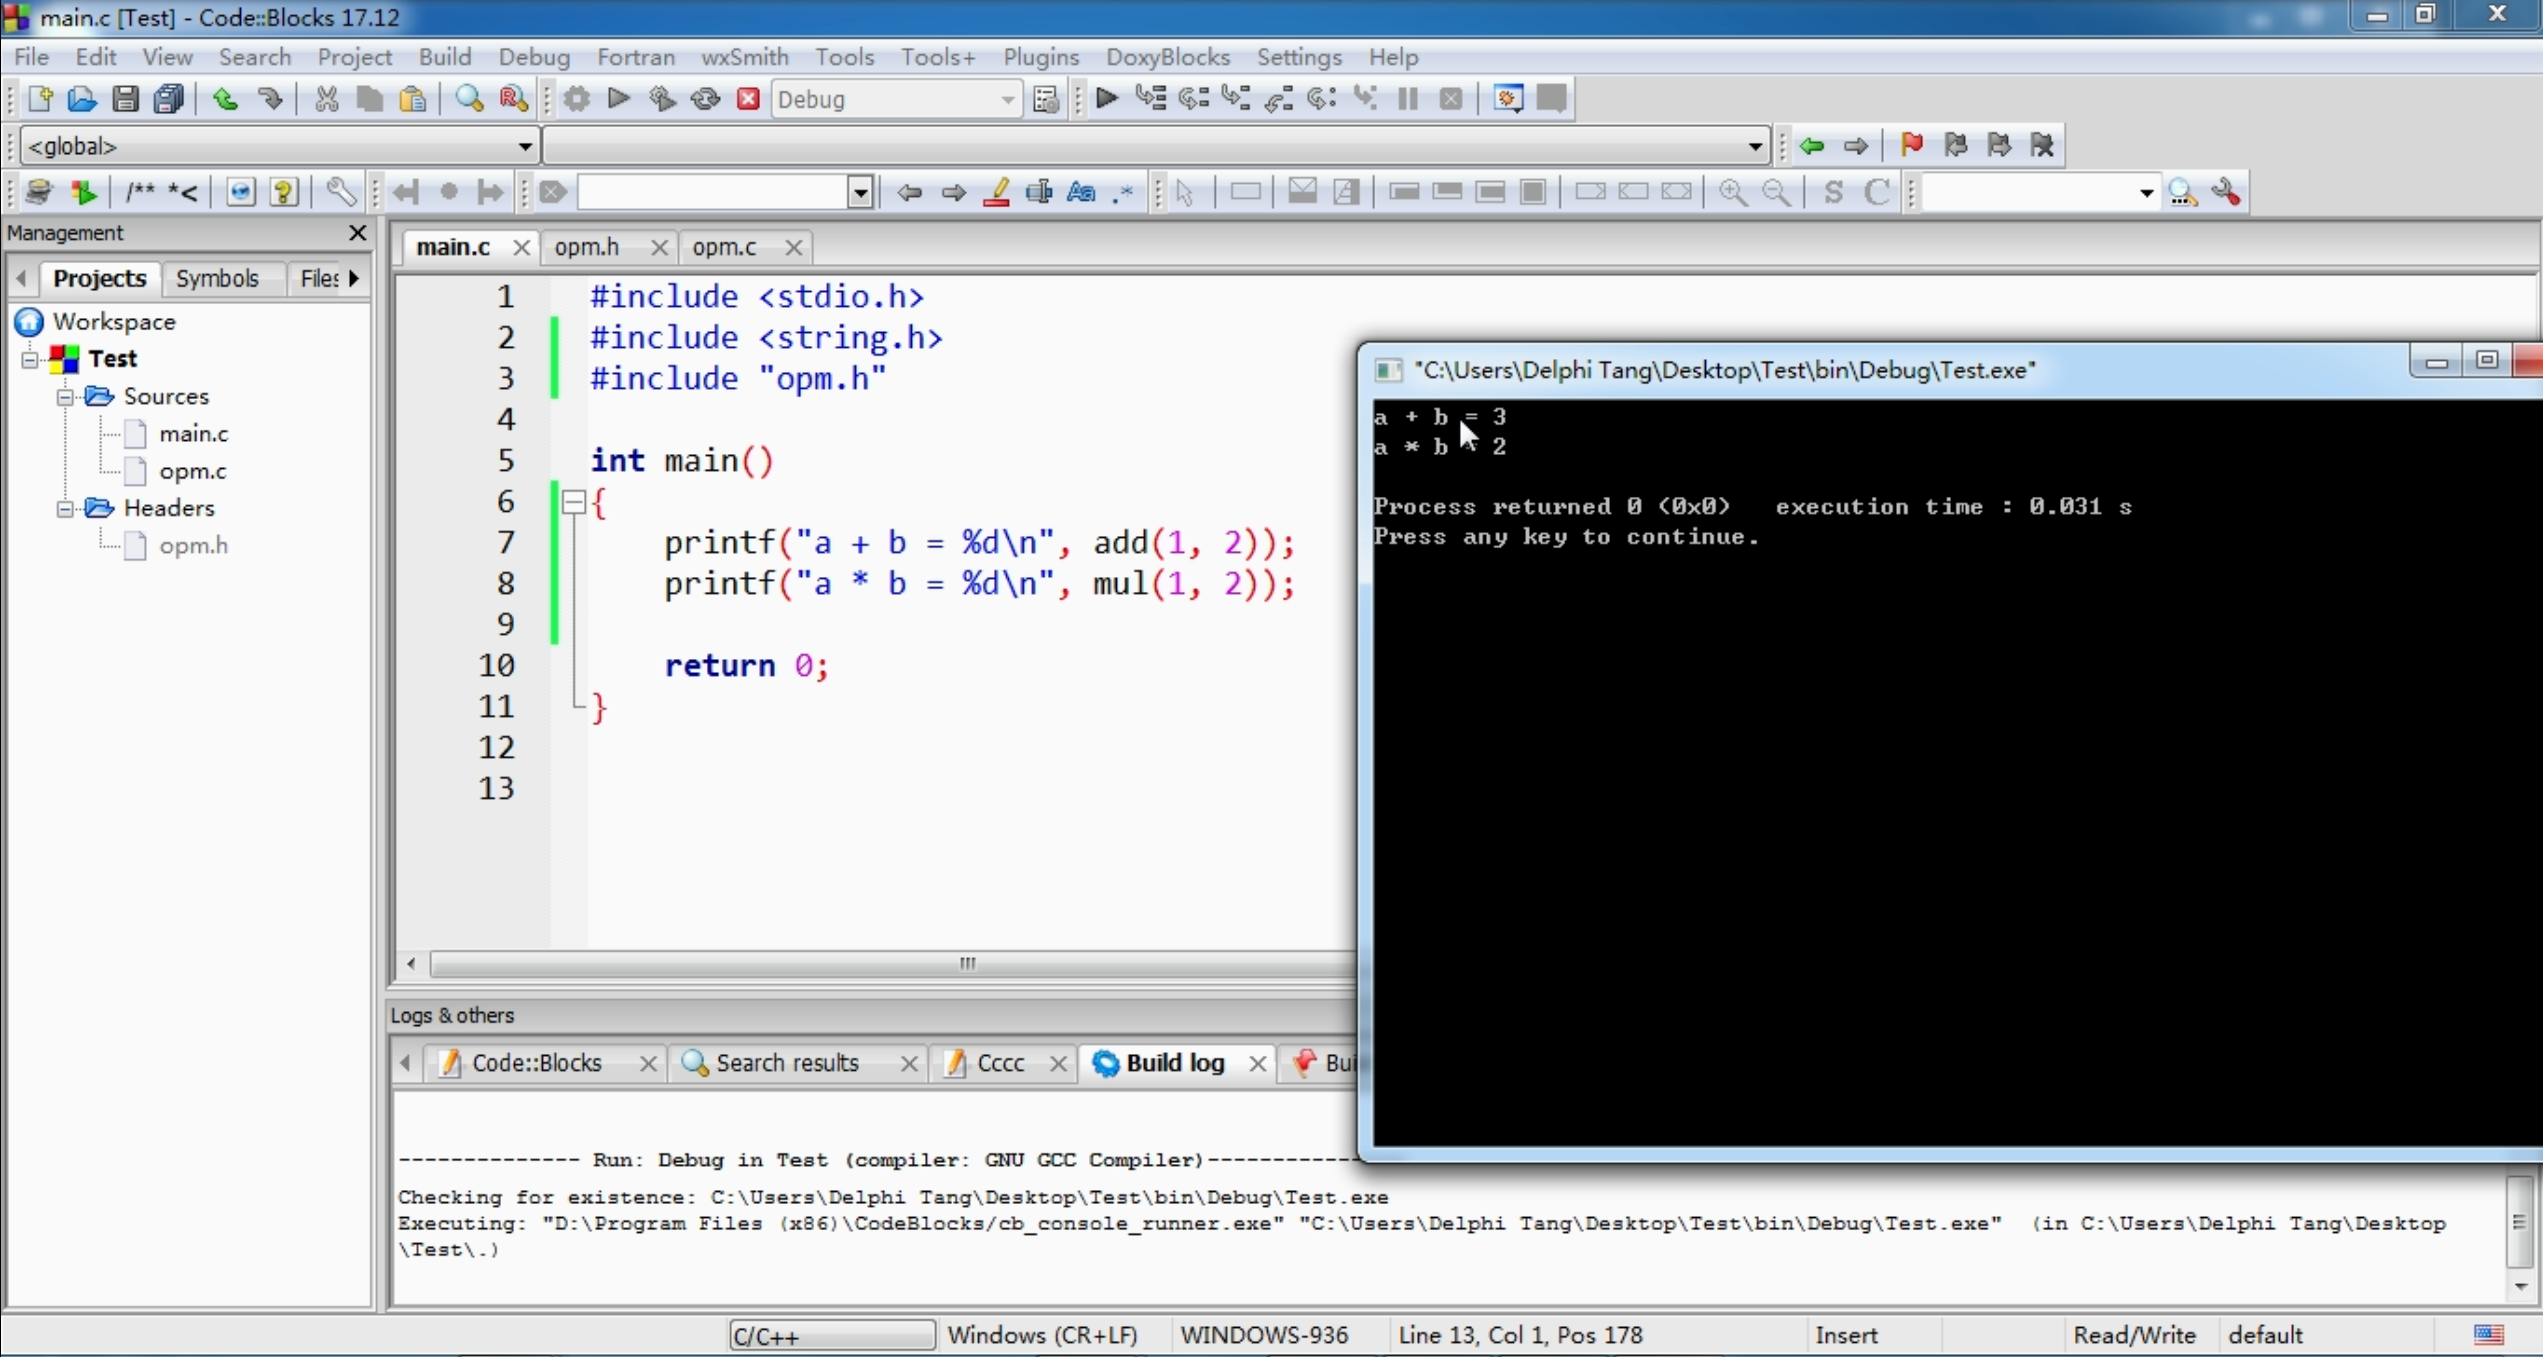 main.c [Test] - Code::Blocks 17.12
File Edit View Search Project Build Debug Fortran wxSmith Tools Tools+ Plugins DoxyBlocks Settings Help
Debug
<global>
/** *<
Aa .*
S C
Management
main.c opm.h opm.c
Projects Symbols Files
Workspace
Test
Sources
main.c
opm.c
Headers
opm.h
1 #include <stdio.h>
2 #include <string.h>
3 #include "opm.h"
4
5 int main()
6 {
7 printf("a + b = %d\n", add(1, 2));
8 printf("a * b = %d\n", mul(1, 2));
9
10 return 0;
11 }
12
13
"C:\Users\Delphi Tang\Desktop\Test\bin\Debug\Test.exe"
a + b = 3
a * b = 2
Process returned 0 (0x0) execution time : 0.031 s
Press any key to continue.
Logs & others
Code::Blocks Search results Cccc Build log
-------------- Run: Debug in Test (compiler: GNU GCC Compiler)------------
Checking for existence: C:\Users\Delphi Tang\Desktop\Test\bin\Debug\Test.exe
Executing: "D:\Program Files (x86)\CodeBlocks/cb_console_runner.exe" "C:\Users\Delphi Tang\Desktop\Test\bin\Debug\Test.exe" (in C:\Users\Delphi Tang\Desktop
\Test\.)
C/C++ Windows (CR+LF) WINDOWS-936 Line 13, Col 1, Pos 178 Insert Read/Write default